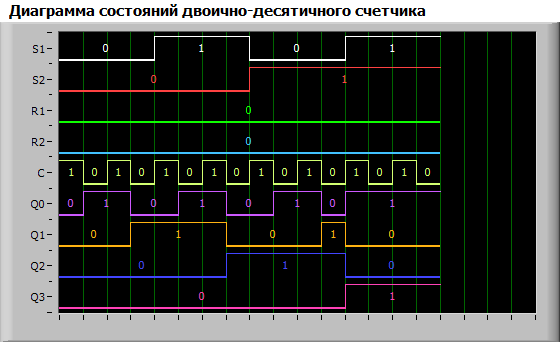 Диаграмма состояний двоично-десятичного счетчика
S1 0 1 0 1
S2 0 1
R1 0
R2 0
C 1 0 1 0 1 0 1 0 1 0 1 0 1 0 1 0
Q0 0 1 0 1 0 1 0 1
Q1 0 1 0 1 0
Q2 0 1 0
Q3 0 1